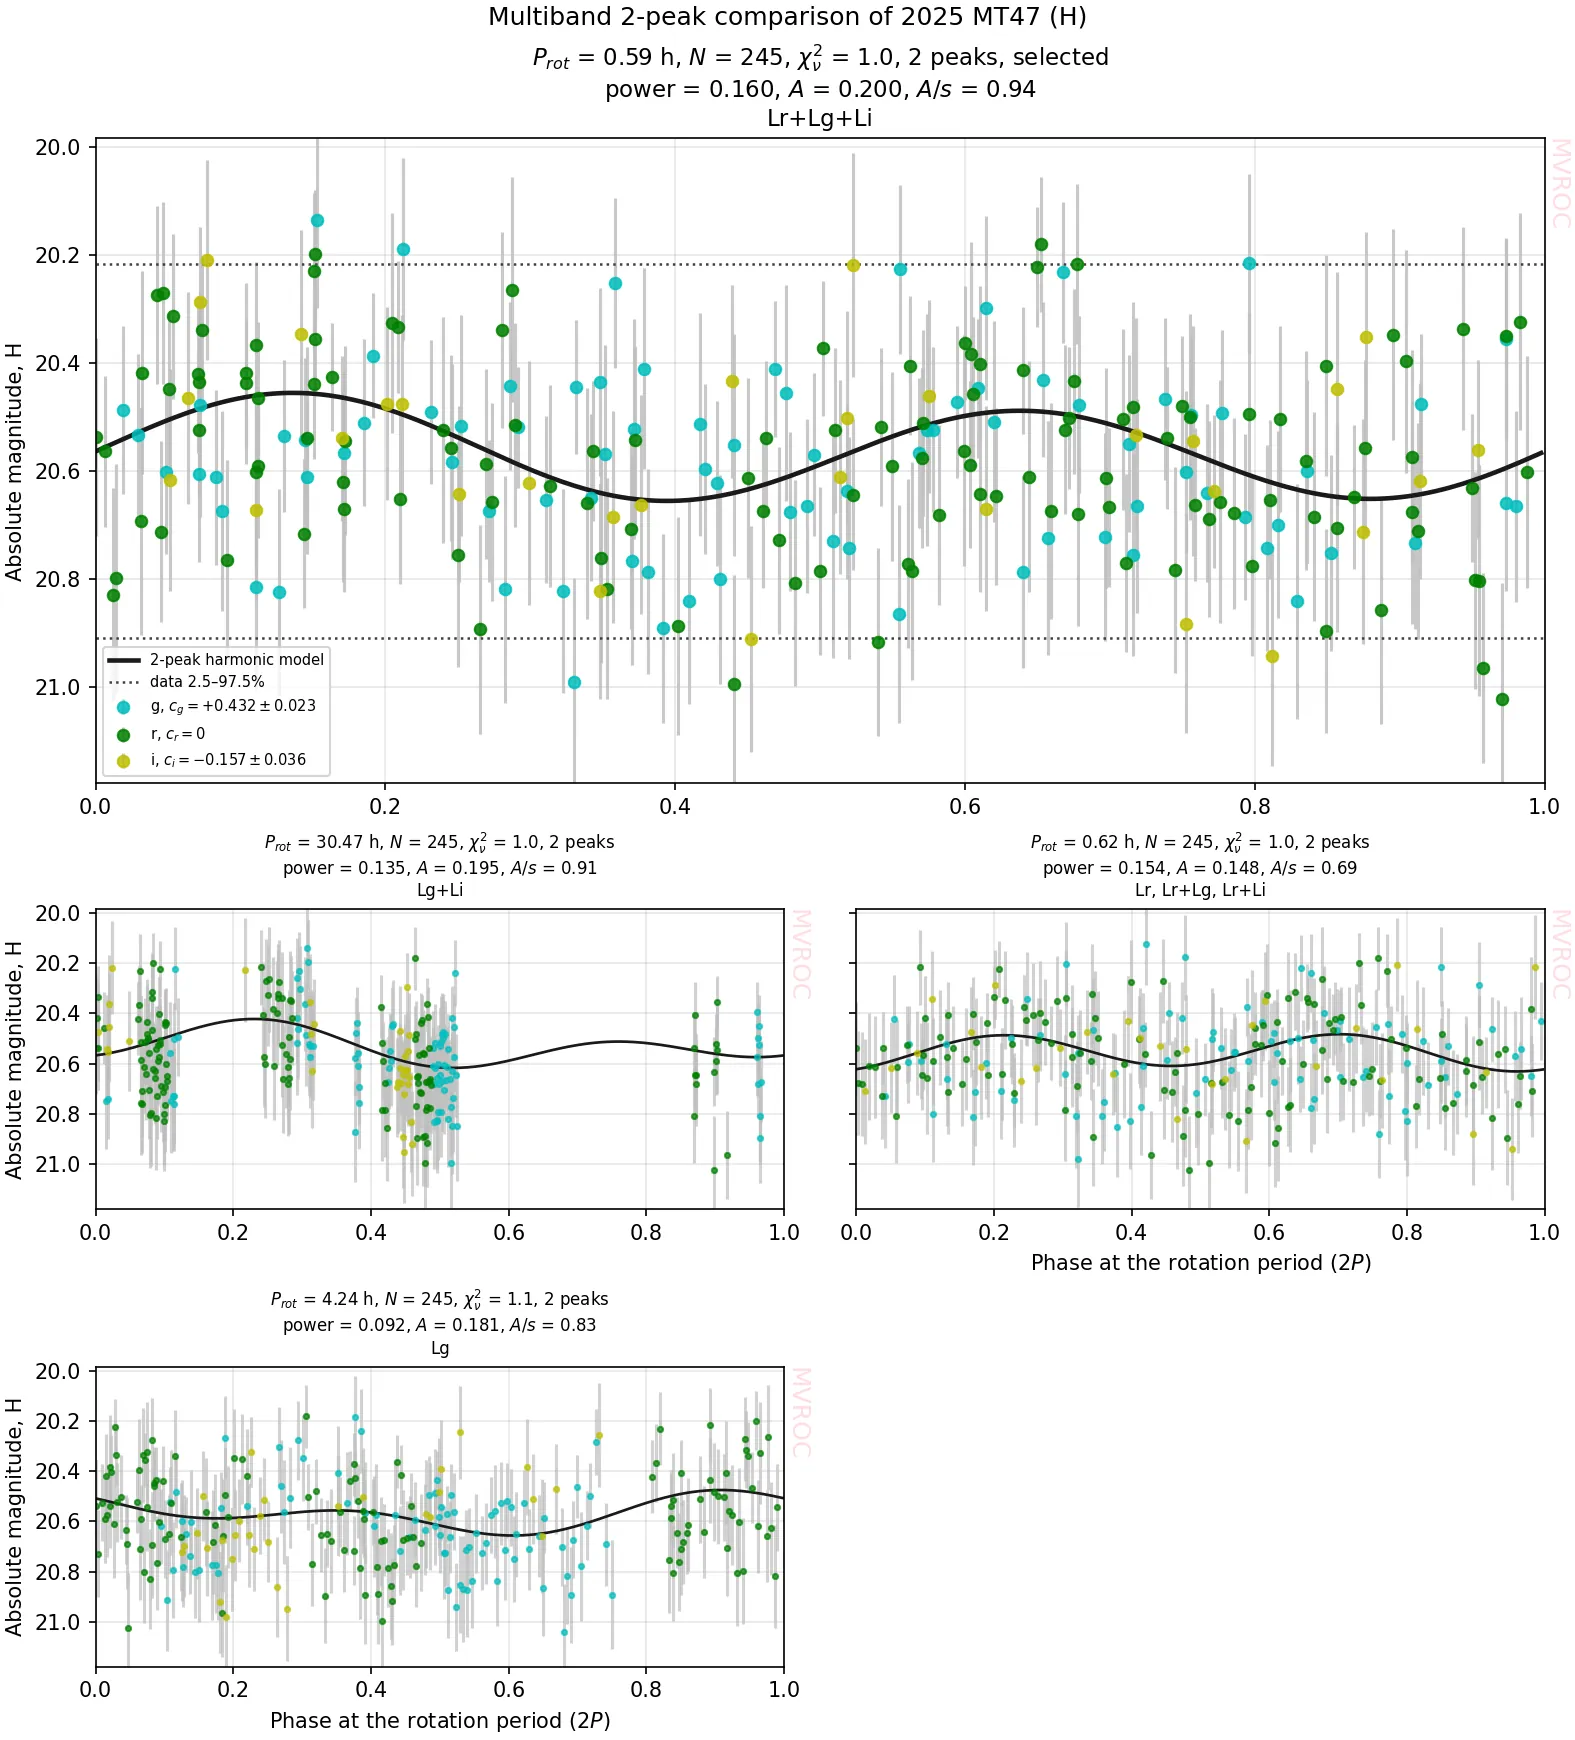 Multiband 2-peak comparison of 2025 MT47 (H)
P_rot = 0.59 h, N = 245, χ²_ν = 1.0, 2 peaks, selected
power = 0.160, A = 0.200, A/s = 0.94
Lr+Lg+Li
MVROC
Absolute magnitude, H
20.0
20.2
20.4
20.6
20.8
21.0
2-peak harmonic model
data 2.5–97.5%
g, c_g = +0.432 ± 0.023
r, c_r = 0
i, c_i = −0.157 ± 0.036
0.0 0.2 0.4 0.6 0.8 1.0
P_rot = 30.47 h, N = 245, χ²_ν = 1.0, 2 peaks
power = 0.135, A = 0.195, A/s = 0.91
Lg+Li
MVROC
Absolute magnitude, H
20.0
20.2
20.4
20.6
20.8
21.0
0.0 0.2 0.4 0.6 0.8 1.0
P_rot = 0.62 h, N = 245, χ²_ν = 1.0, 2 peaks
power = 0.154, A = 0.148, A/s = 0.69
Lr, Lr+Lg, Lr+Li
MVROC
0.0 0.2 0.4 0.6 0.8 1.0
Phase at the rotation period (2P)
P_rot = 4.24 h, N = 245, χ²_ν = 1.1, 2 peaks
power = 0.092, A = 0.181, A/s = 0.83
Lg
MVROC
Absolute magnitude, H
20.0
20.2
20.4
20.6
20.8
21.0
0.0 0.2 0.4 0.6 0.8 1.0
Phase at the rotation period (2P)